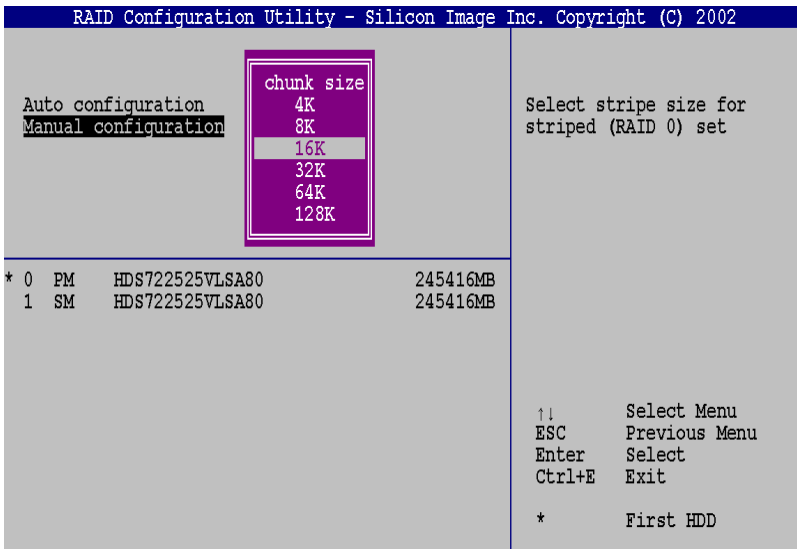 RAID Configuration Utility - Silicon Image Inc. Copyright (C) 2002
Auto configuration
Manual configuration
chunk size
4K
8K
16K
32K
64K
128K
Select stripe size for
striped (RAID 0) set
* 0 PM HDS722525VLSA80 245416MB
1 SM HDS722525VLSA80 245416MB
↑↓ Select Menu
ESC Previous Menu
Enter Select
Ctrl+E Exit
* First HDD